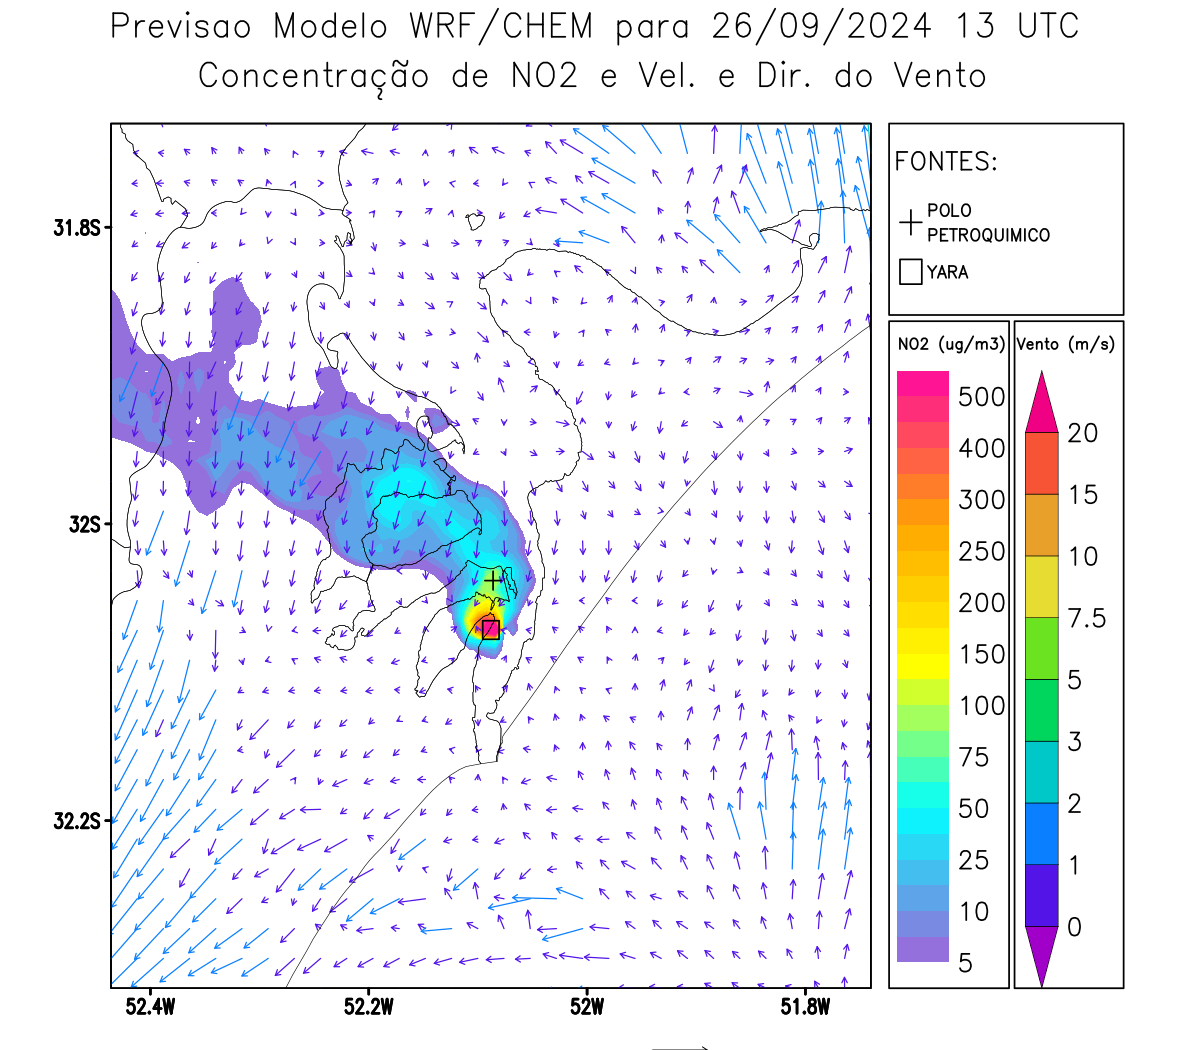 Previsao Modelo WRF/CHEM para 26/09/2024 13 UTC
Concentração de NO2 e Vel. e Dir. do Vento
FONTES:
POLO
PETROQUIMICO
YARA
NO2 (ug/m3)
500
400
300
250
200
150
100
75
50
25
10
5
Vento (m/s)
20
15
10
7.5
5
3
2
1
0
31.8S
32S
32.2S
52.4W
52.2W
52W
51.8W